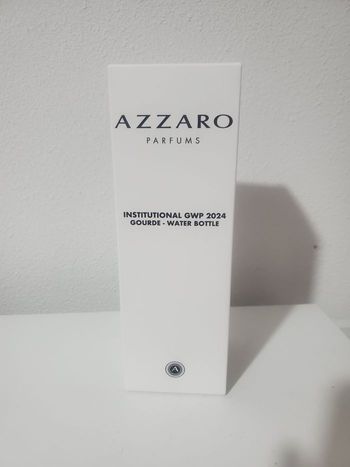 AZZARO
PARFUMS
INSTITUTIONAL GWP 2024
GOURDE - WATER BOTTLE
A